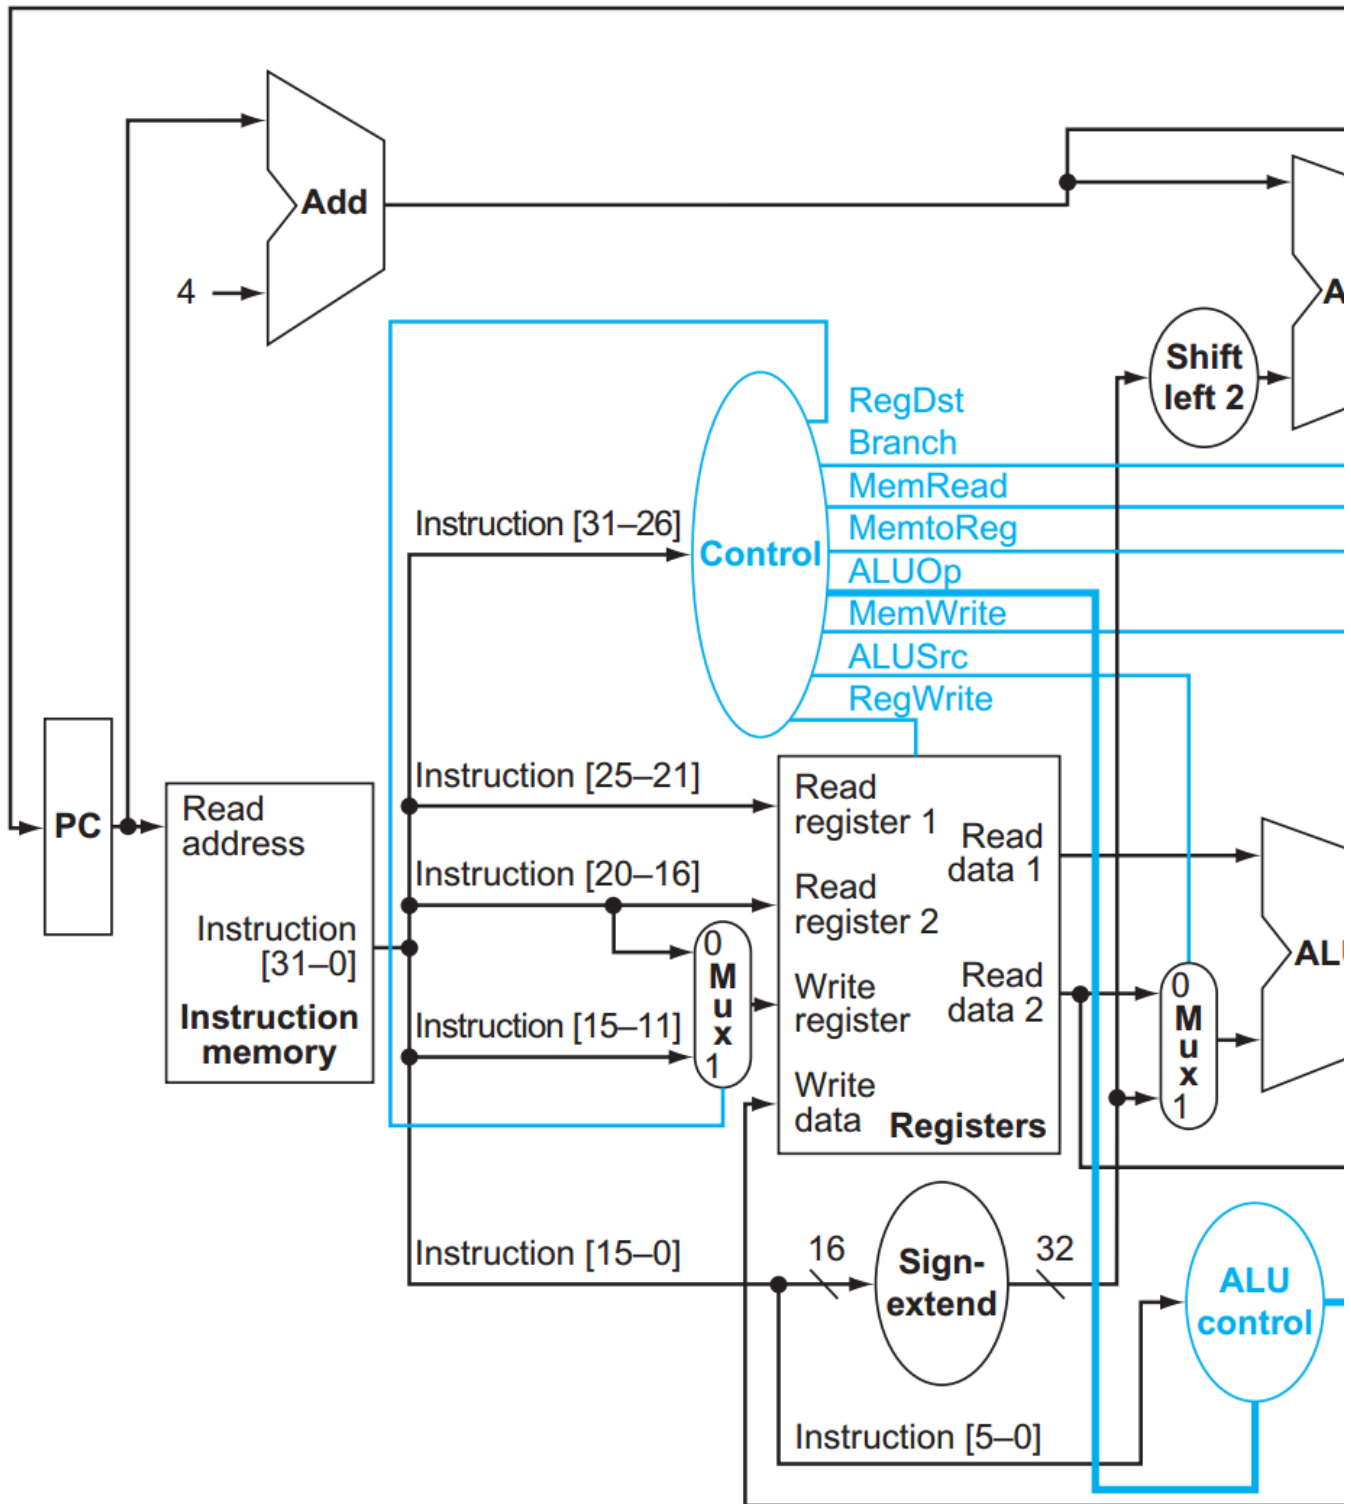 Add
4
Shift
left 2
A
RegDst
Branch
MemRead
MemtoReg
ALUOp
MemWrite
ALUSrc
RegWrite
Instruction [31–26]
Control
PC
Read
address
Instruction
[31–0]
Instruction
memory
Instruction [25–21]
Instruction [20–16]
Instruction [15–11]
0
M
u
x
1
Read
register 1
Read
register 2
Write
register
Write
data
Read
data 1
Read
data 2
Registers
0
M
u
x
1
ALU
Instruction [15–0]
16
Sign-
extend
32
ALU
control
Instruction [5–0]